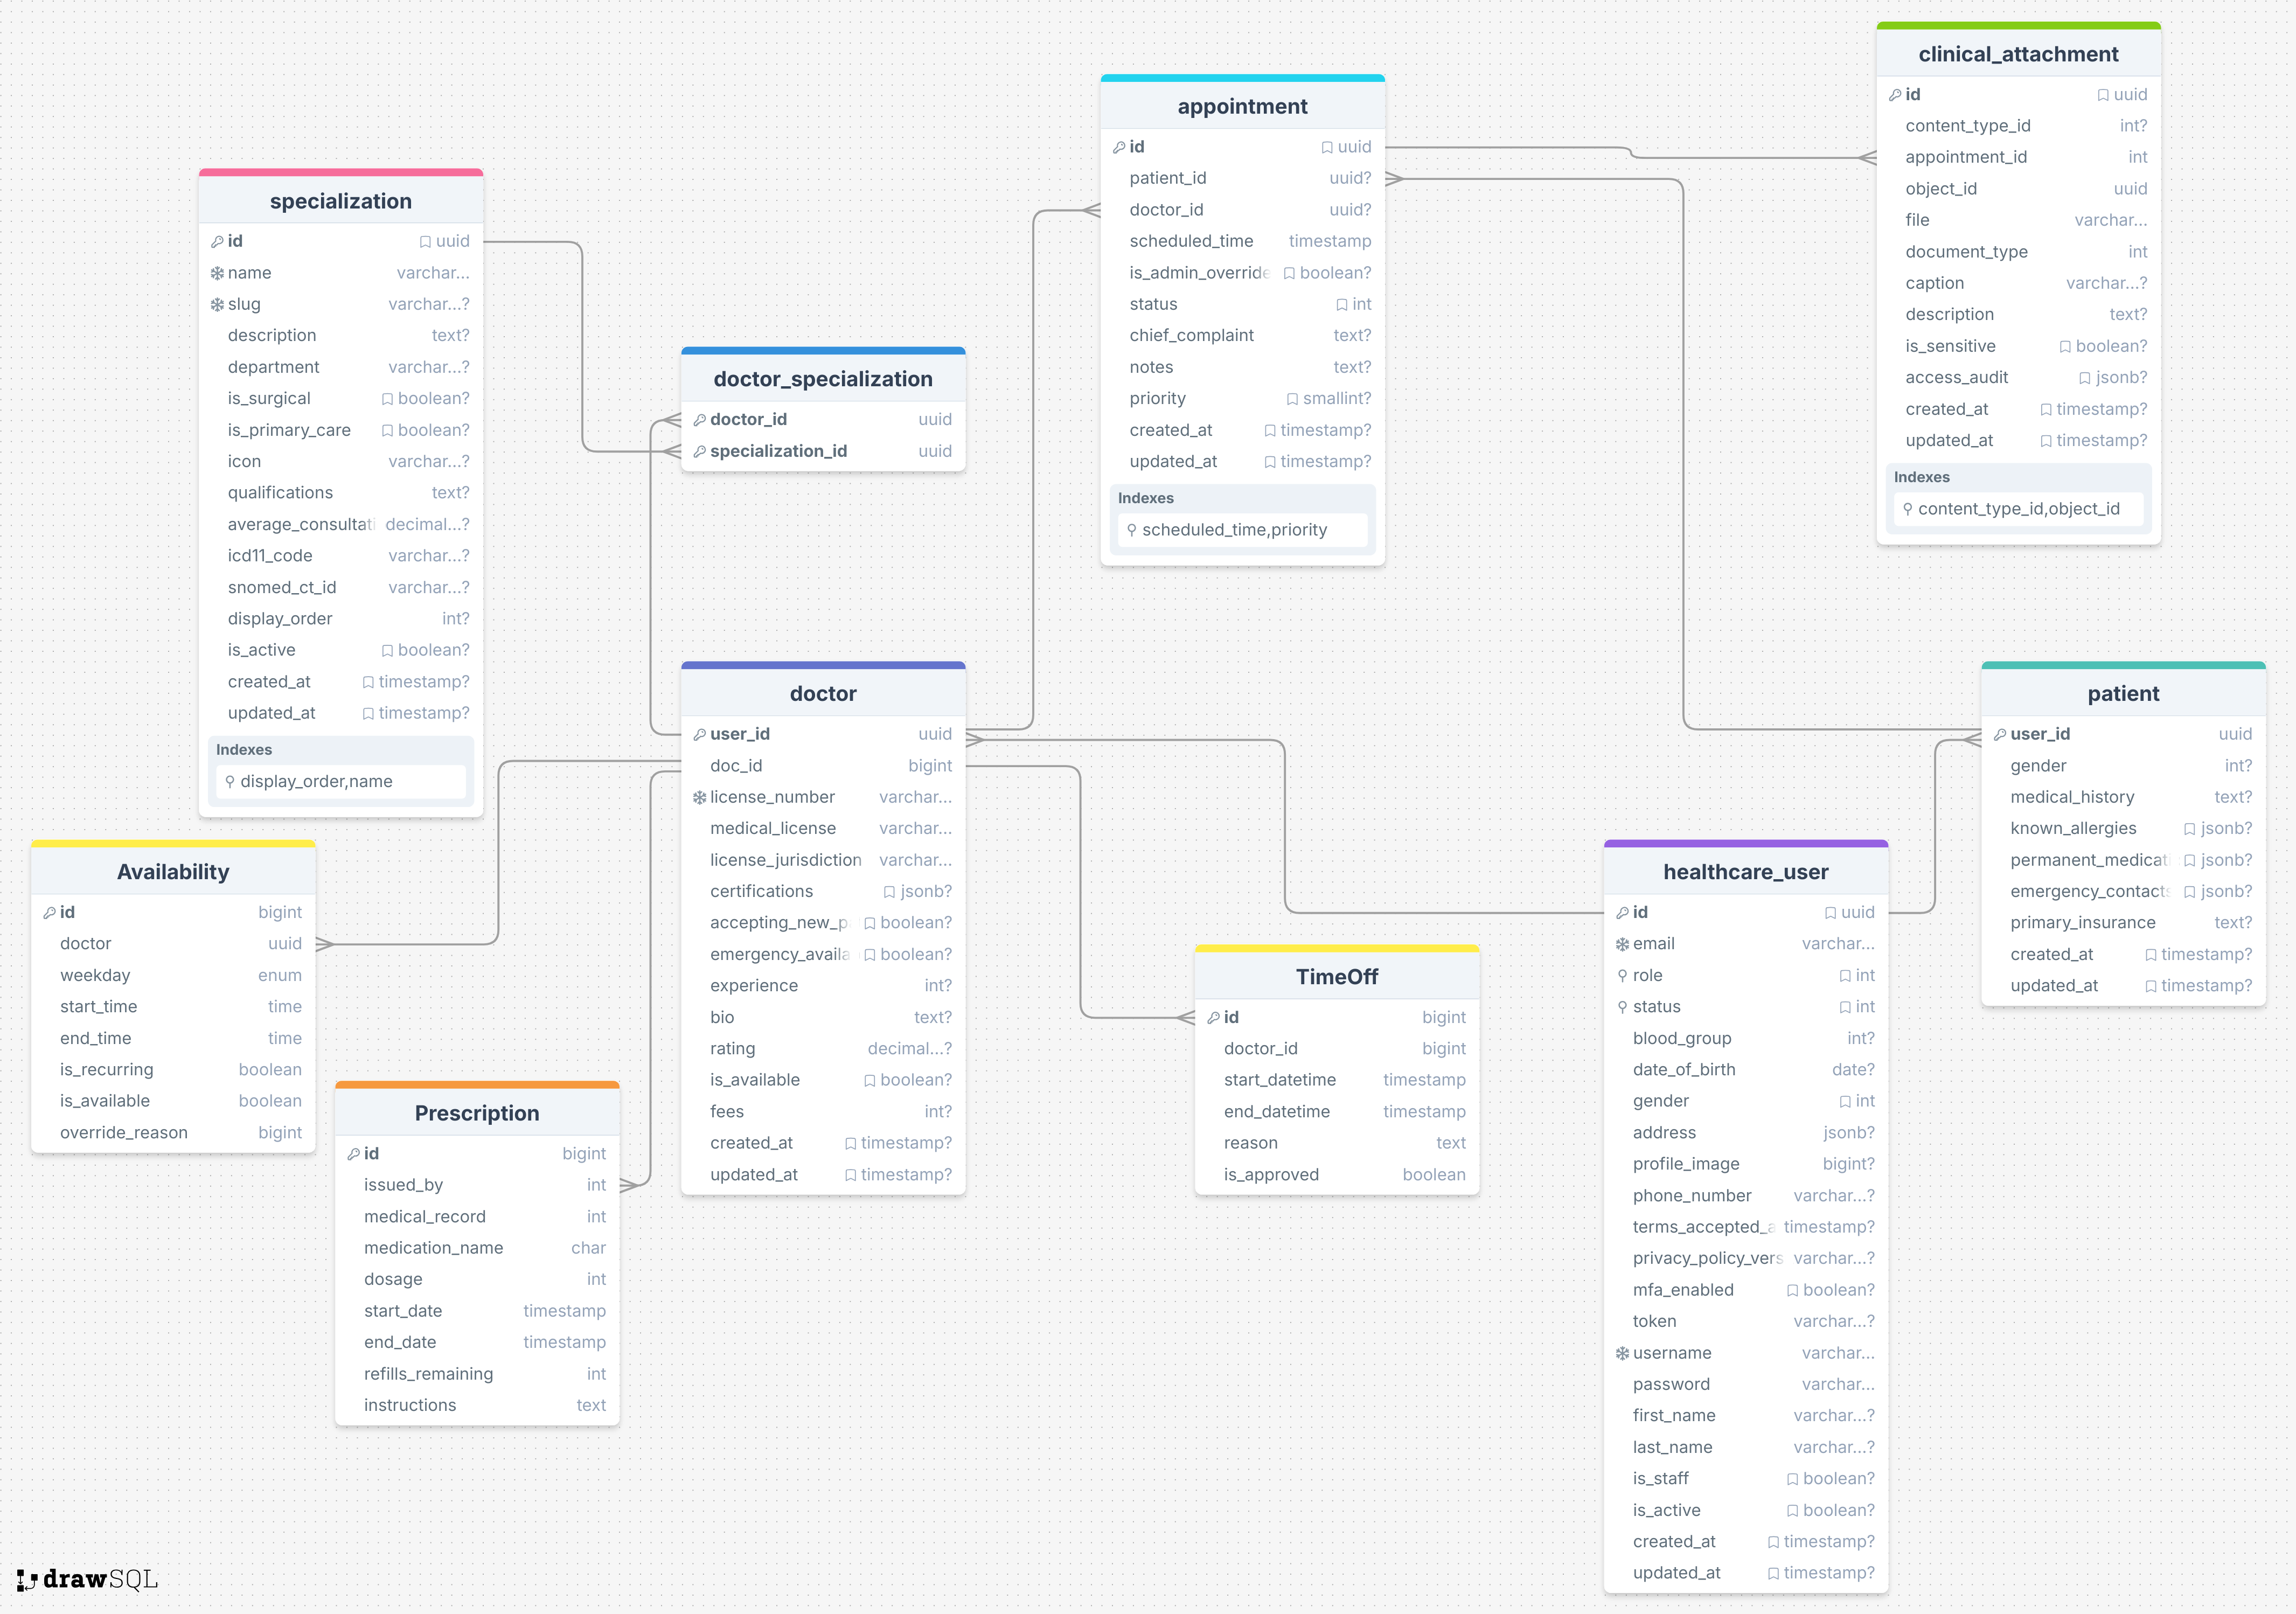 clinical_attachment
id uuid
content_type_id int?
appointment_id int
object_id uuid
file varchar...
document_type int
caption varchar...?
description text?
is_sensitive boolean?
access_audit jsonb?
created_at timestamp?
updated_at timestamp?
Indexes
content_type_id,object_id
appointment
id uuid
patient_id uuid?
doctor_id uuid?
scheduled_time timestamp
is_admin_override boolean?
status int
chief_complaint text?
notes text?
priority smallint?
created_at timestamp?
updated_at timestamp?
Indexes
scheduled_time,priority
specialization
id uuid
name varchar...
slug varchar...?
description text?
department varchar...?
is_surgical boolean?
is_primary_care boolean?
icon varchar...?
qualifications text?
average_consultati decimal...?
icd11_code varchar...?
snomed_ct_id varchar...?
display_order int?
is_active boolean?
created_at timestamp?
updated_at timestamp?
Indexes
display_order,name
doctor_specialization
doctor_id uuid
specialization_id uuid
doctor
user_id uuid
doc_id bigint
license_number varchar...
medical_license varchar...
license_jurisdiction varchar...
certifications jsonb?
accepting_new_p boolean?
emergency_availa boolean?
experience int?
bio text?
rating decimal...?
is_available boolean?
fees int?
created_at timestamp?
updated_at timestamp?
patient
user_id uuid
gender int?
medical_history text?
known_allergies jsonb?
permanent_medicat jsonb?
emergency_contacts jsonb?
primary_insurance text?
created_at timestamp?
updated_at timestamp?
Availability
id bigint
doctor uuid
weekday enum
start_time time
end_time time
is_recurring boolean
is_available boolean
override_reason bigint
healthcare_user
id uuid
email varchar...
role int
status int
blood_group int?
date_of_birth date?
gender int
address jsonb?
profile_image bigint?
phone_number varchar...?
terms_accepted_a timestamp?
privacy_policy_vers varchar...?
mfa_enabled boolean?
token varchar...?
username varchar...
password varchar...
first_name varchar...?
last_name varchar...?
is_staff boolean?
is_active boolean?
created_at timestamp?
updated_at timestamp?
TimeOff
id bigint
doctor_id bigint
start_datetime timestamp
end_datetime timestamp
reason text
is_approved boolean
Prescription
id bigint
issued_by int
medical_record int
medication_name char
dosage int
start_date timestamp
end_date timestamp
refills_remaining int
instructions text
drawSQL